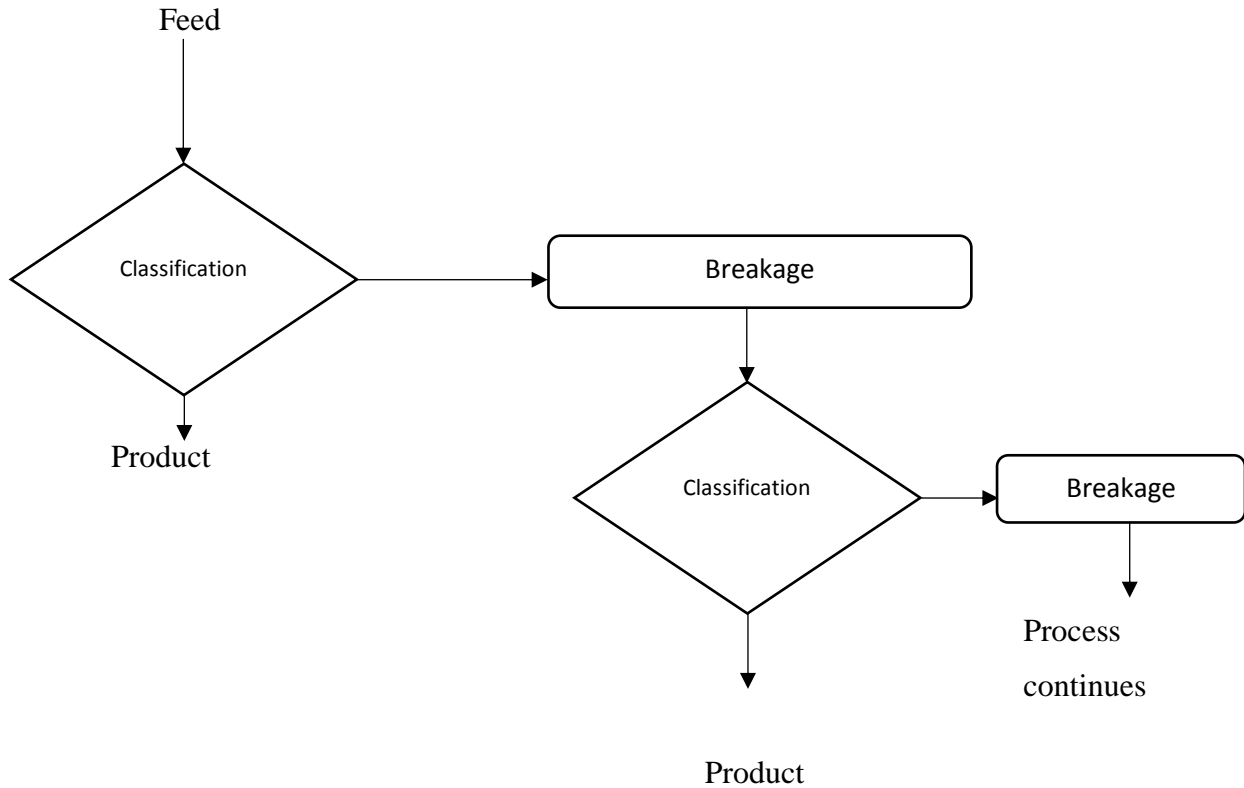 Feed
Classification
Breakage
Product
Classification
Breakage
Process
continues
Product